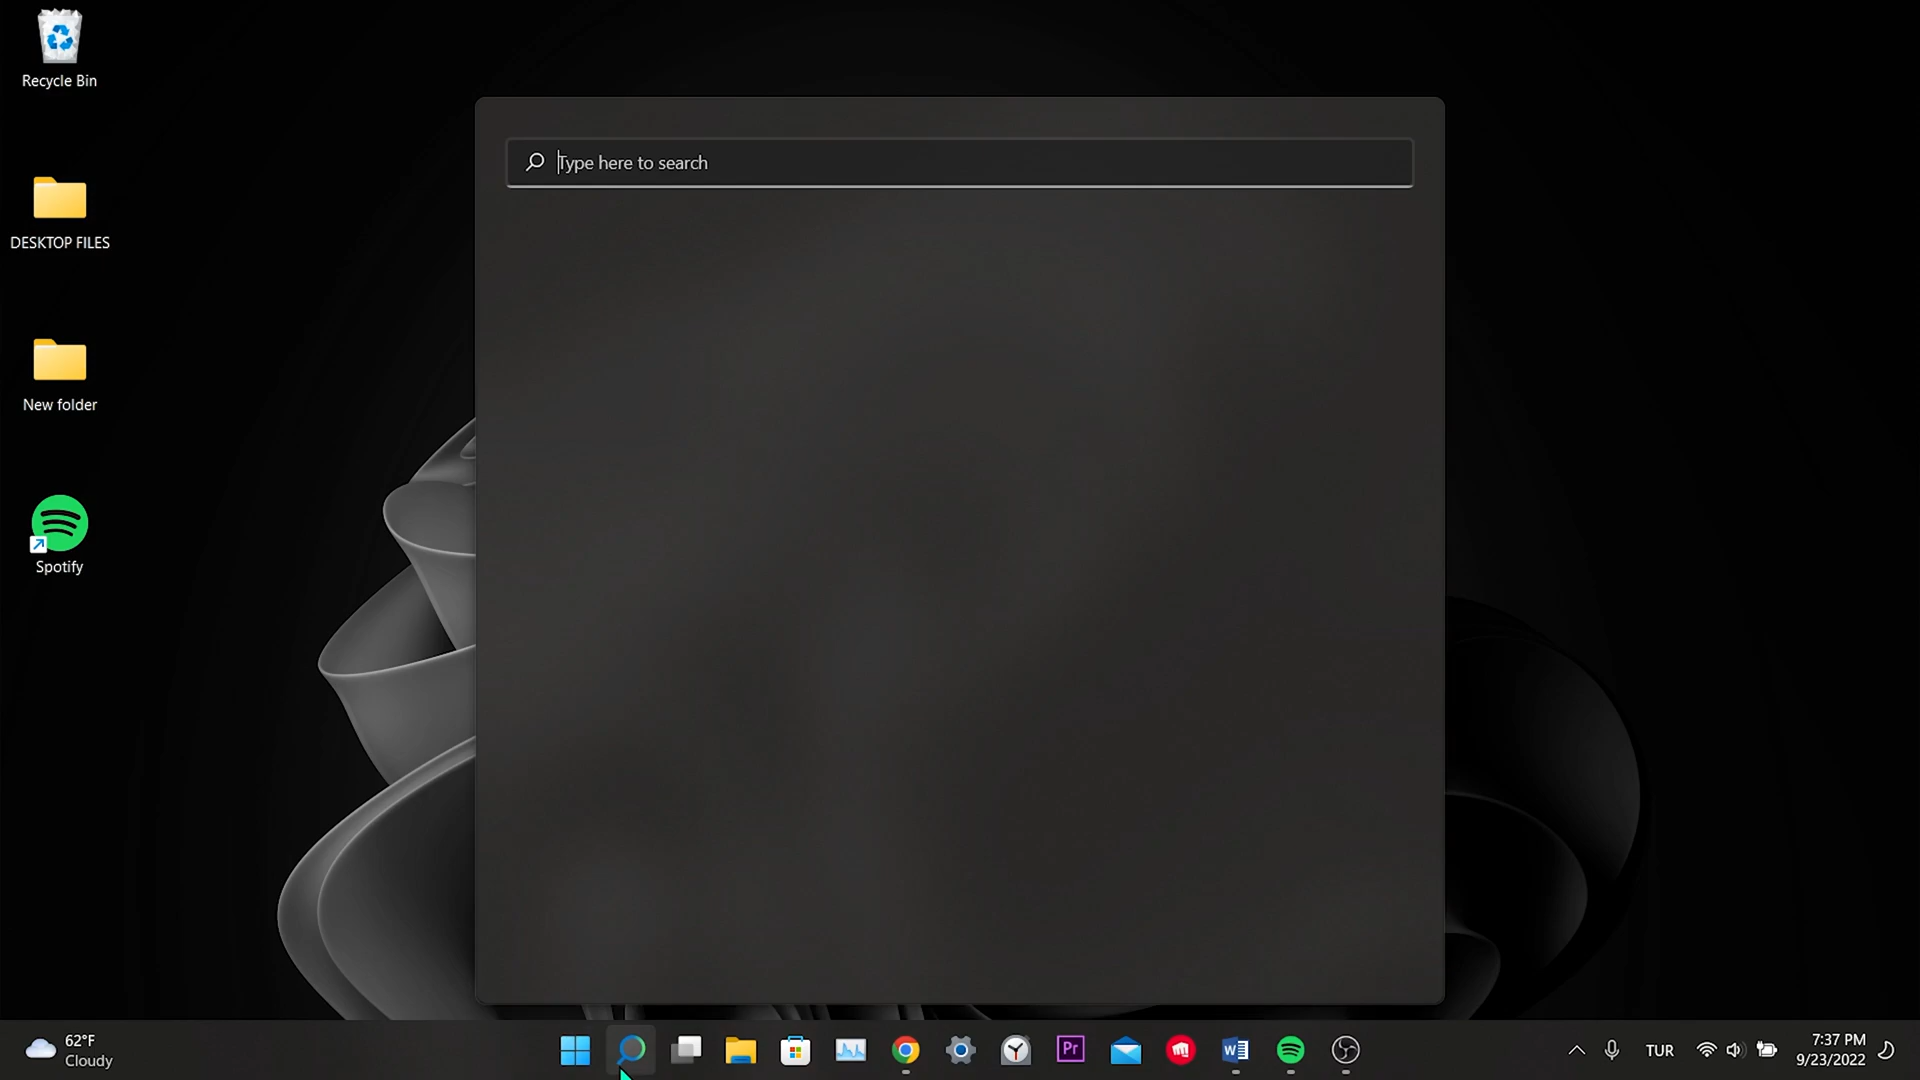 Recycle Bin
Type here to search
DESKTOP FILES
New folder
Spotify
62°F
Cloudy
Pr
W
TUR
7:37 PM
9/23/2022